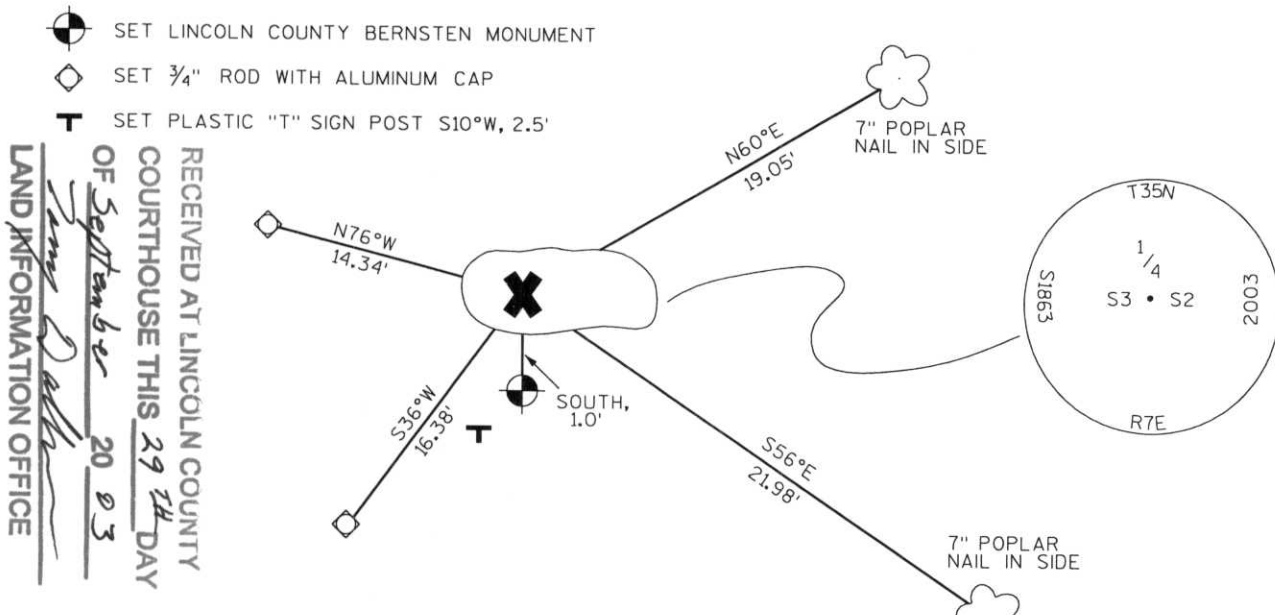 SET LINCOLN COUNTY BERNSTEN MONUMENT
SET 3/4" ROD WITH ALUMINUM CAP
T SET PLASTIC "T" SIGN POST S10°W, 2.5'
RECEIVED AT LINCOLN COUNTY
COURTHOUSE THIS 29TH DAY
OF September 20 03
LAND INFORMATION OFFICE
N60°E
19.05'
7" POPLAR
NAIL IN SIDE
N76°W
14.34'
X
S36°W
16.38'
T
SOUTH,
1.0'
S56°E
21.98'
7" POPLAR
NAIL IN SIDE
T35N
1/4
S3 • S2
S1863
2003
R7E